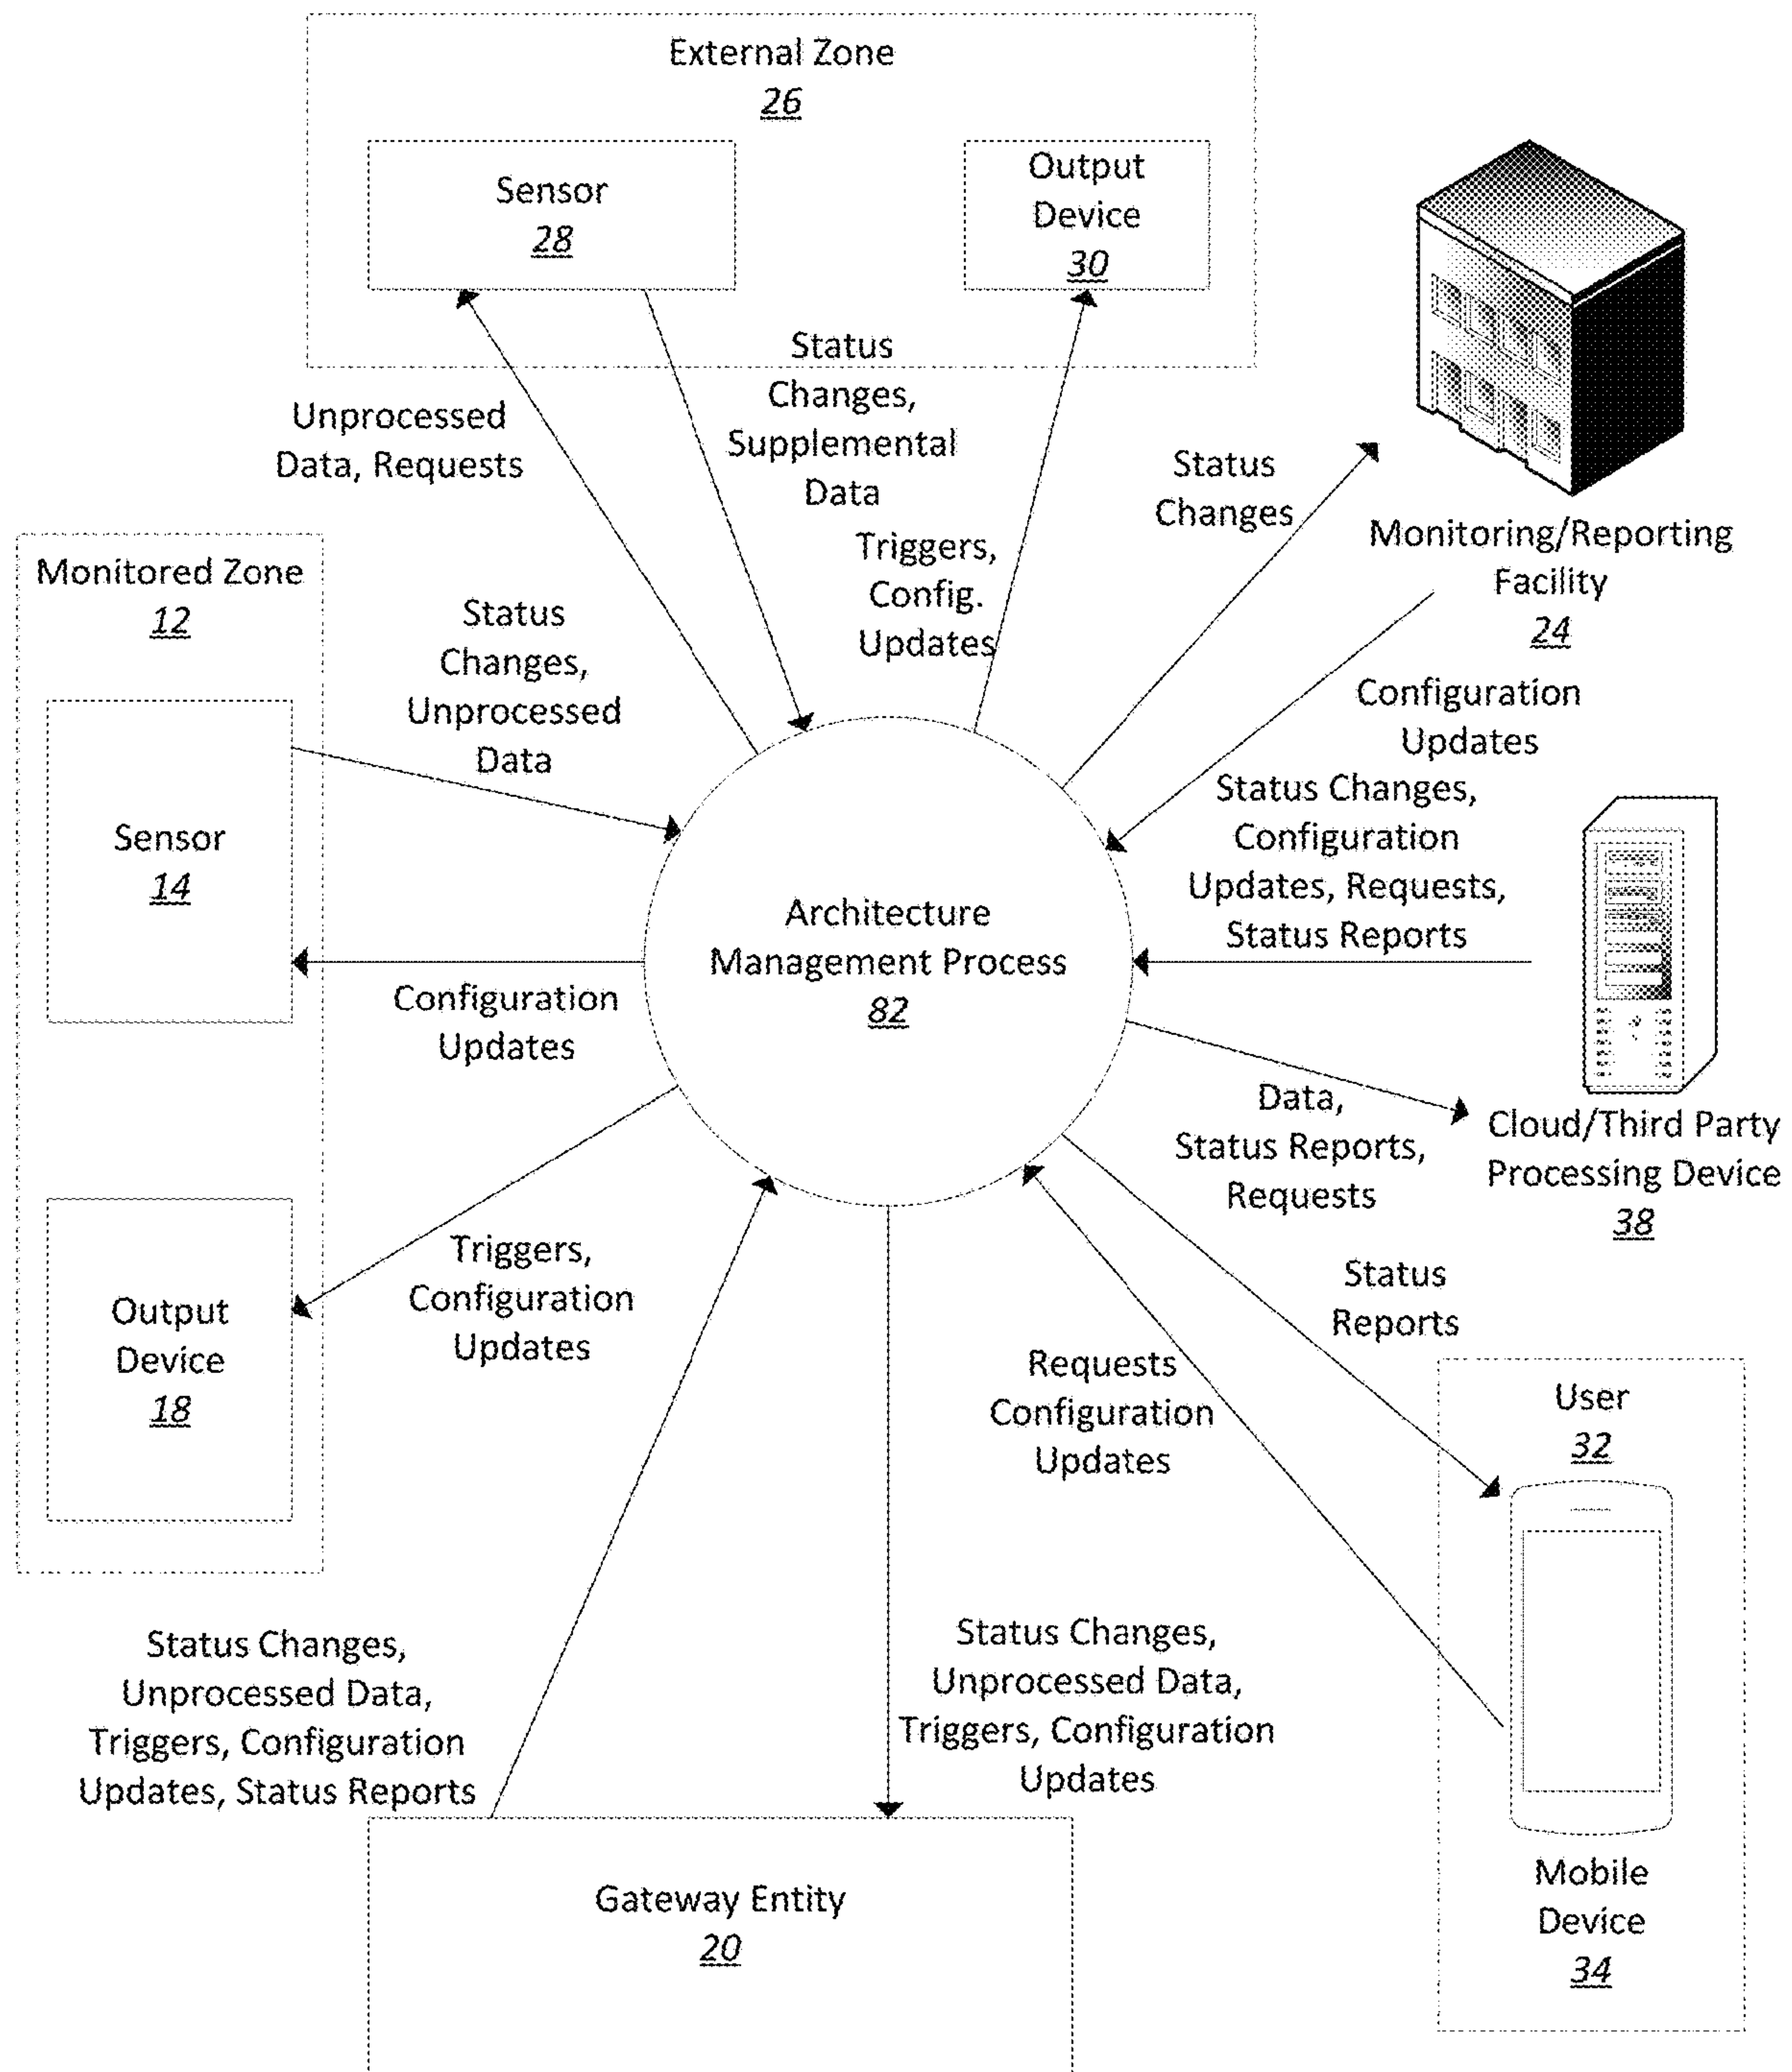 External Zone
26
Sensor
28
Output
Device
30
Unprocessed
Data, Requests
Status
Changes,
Supplemental
Data
Triggers,
Config.
Updates
Status
Changes
Monitoring/Reporting
Facility
24
Configuration
Updates
Monitored Zone
12
Sensor
14
Status
Changes,
Unprocessed
Data
Configuration
Updates
Output
Device
18
Triggers,
Configuration
Updates
Architecture
Management Process
82
Status Changes,
Configuration
Updates, Requests,
Status Reports
Data,
Status Reports,
Requests
Cloud/Third Party
Processing Device
38
Status
Reports
Requests
Configuration
Updates
User
32
Mobile
Device
34
Status Changes,
Unprocessed Data,
Triggers, Configuration
Updates, Status Reports
Status Changes,
Unprocessed Data,
Triggers, Configuration
Updates
Gateway Entity
20